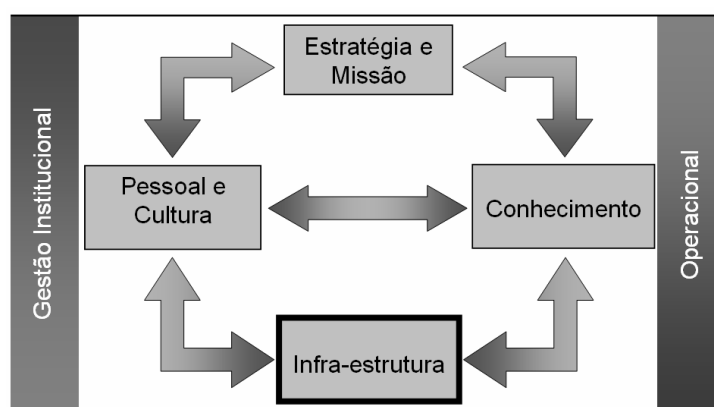 Gestão Institucional
Estratégia e
Missão
Pessoal e
Cultura
Conhecimento
Infra-estrutura
Operacional